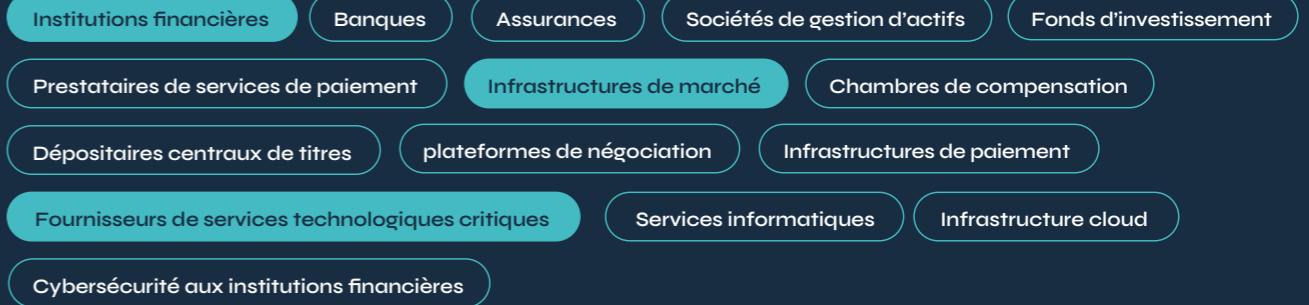 Institutions financières Banques Assurances Sociétés de gestion d’actifs Fonds d’investissement
Prestataires de services de paiement Infrastructures de marché Chambres de compensation
Dépositaires centraux de titres plateformes de négociation Infrastructures de paiement
Fournisseurs de services technologiques critiques Services informatiques Infrastructure cloud
Cybersécurité aux institutions financières